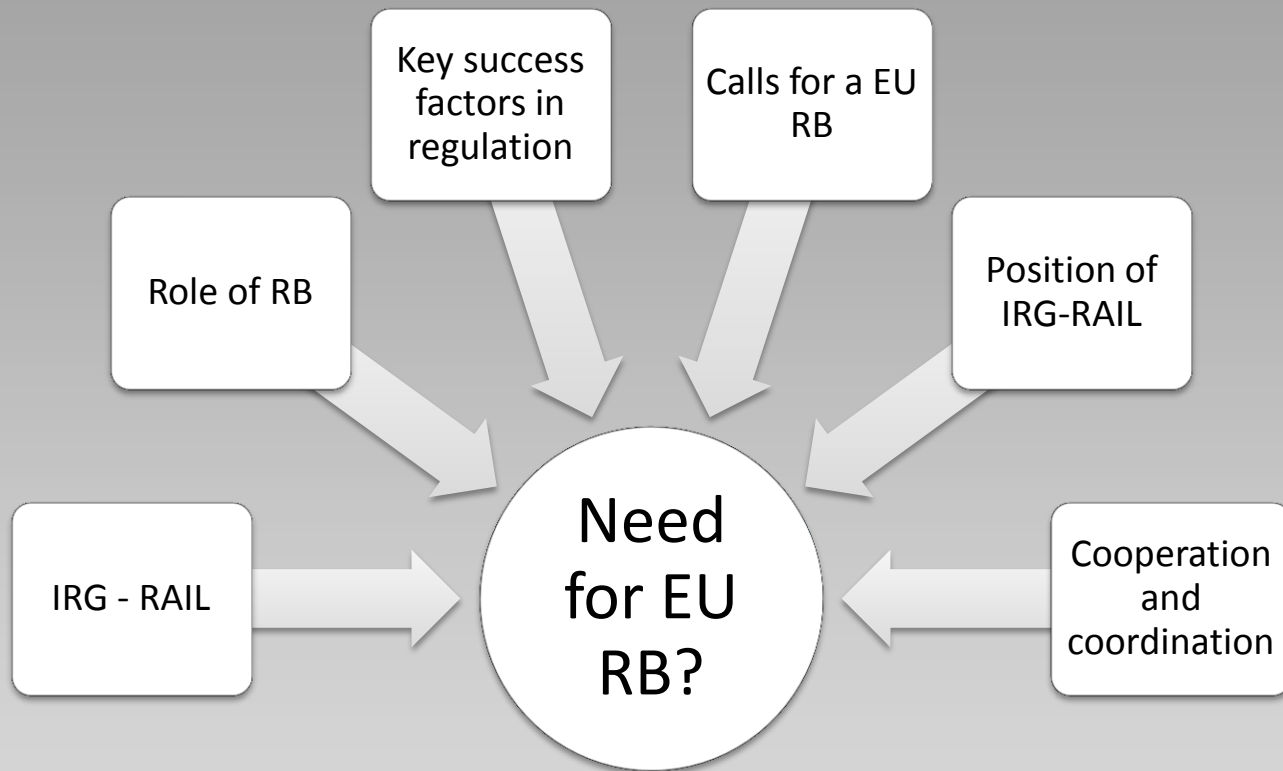 IRG - RAIL
Role of RB
Key success
factors in
regulation
Calls for a EU
RB
Position of
IRG-RAIL
Cooperation
and
coordination
Need
for EU
RB?